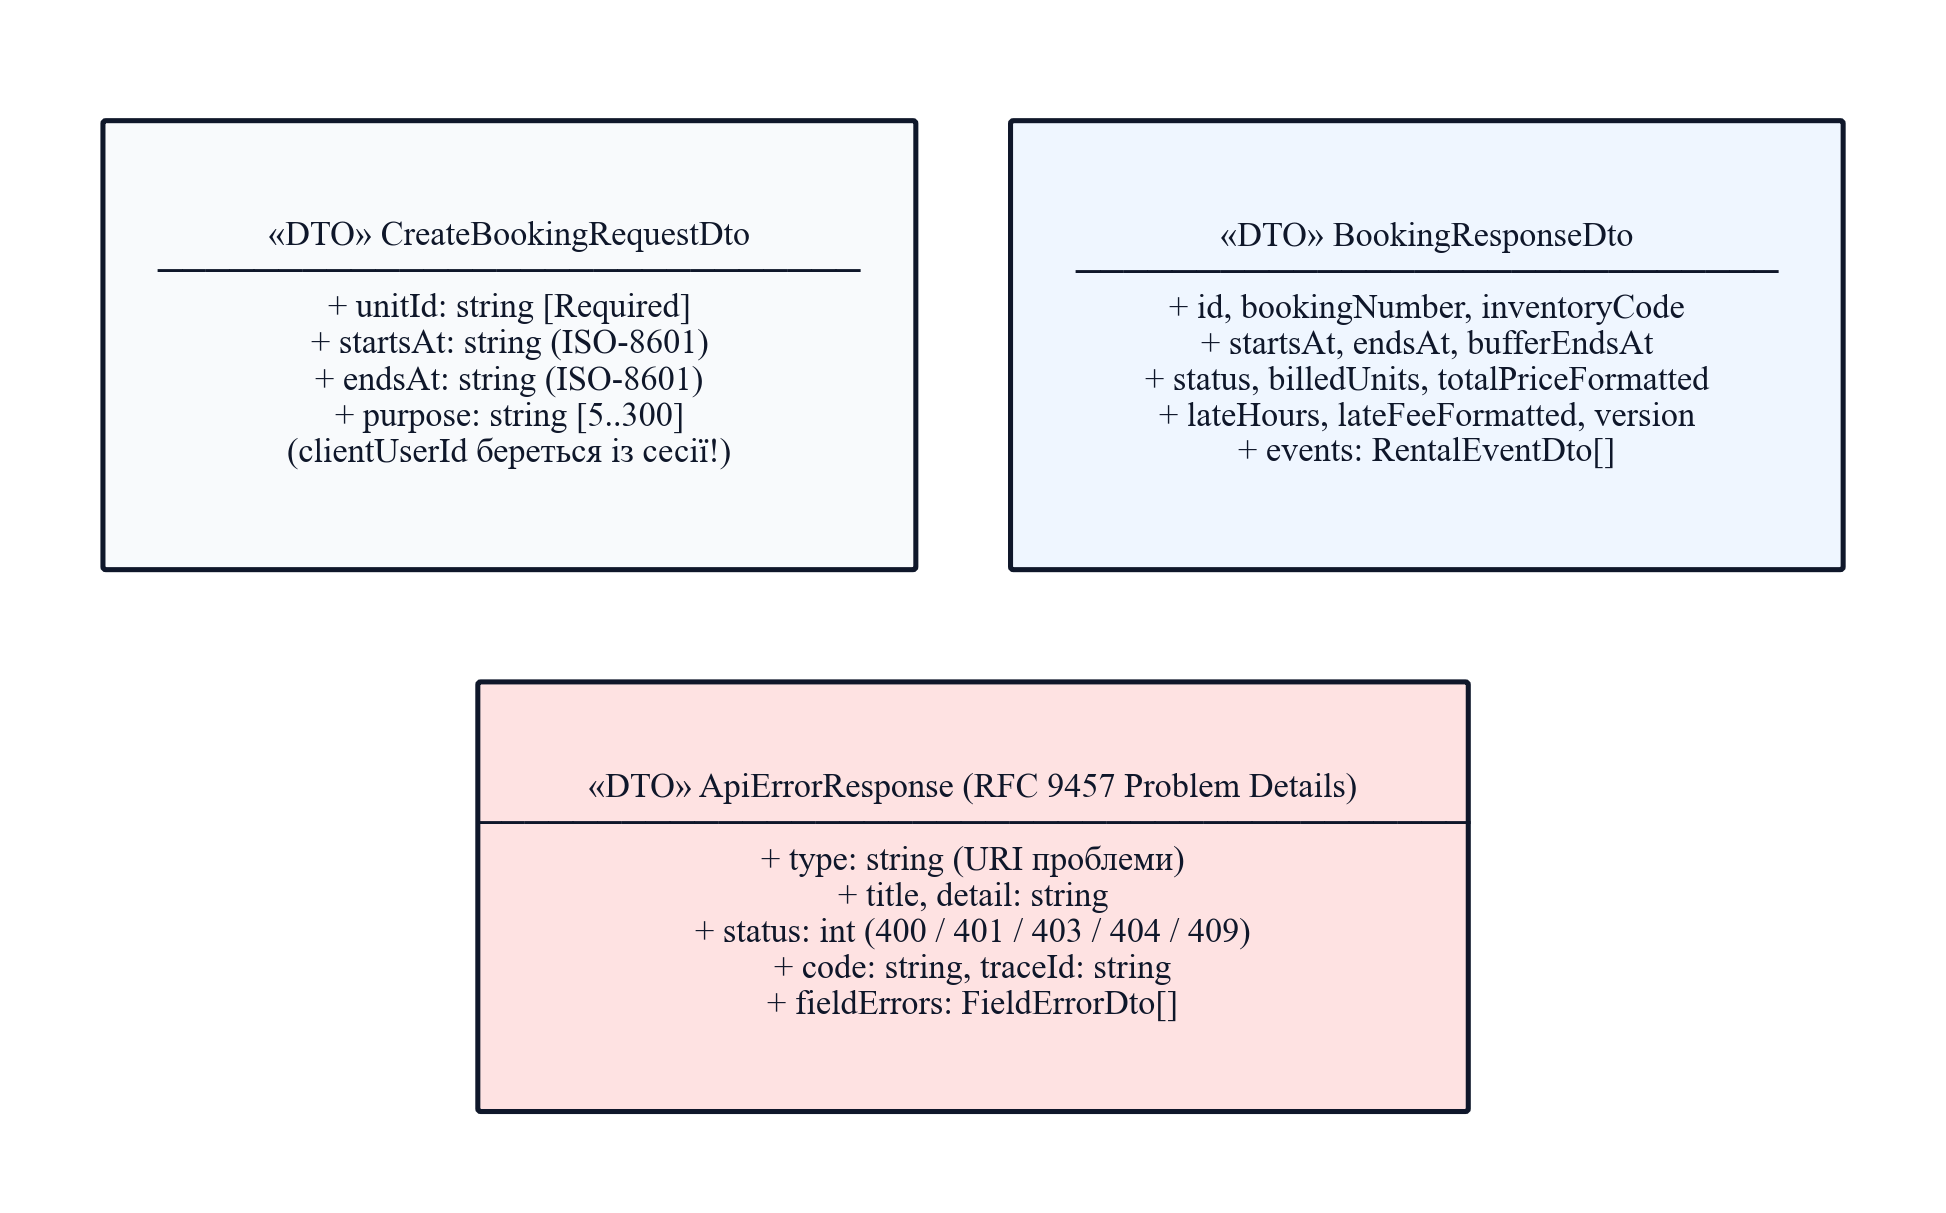 «DTO» CreateBookingRequestDto
+ unitId: string [Required]
+ startsAt: string (ISO-8601)
+ endsAt: string (ISO-8601)
+ purpose: string [5..300]
(clientUserId береться із сесії!)
«DTO» BookingResponseDto
+ id, bookingNumber, inventoryCode
+ startsAt, endsAt, bufferEndsAt
+ status, billedUnits, totalPriceFormatted
+ lateHours, lateFeeFormatted, version
+ events: RentalEventDto[]
«DTO» ApiErrorResponse (RFC 9457 Problem Details)
+ type: string (URI проблеми)
+ title, detail: string
+ status: int (400 / 401 / 403 / 404 / 409)
+ code: string, traceId: string
+ fieldErrors: FieldErrorDto[]